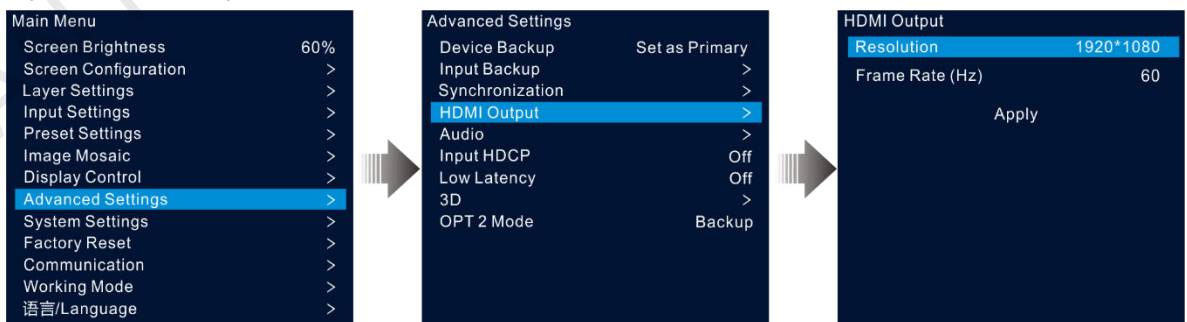 Main Menu
Screen Brightness 60%
Screen Configuration >
Layer Settings >
Input Settings >
Preset Settings >
Image Mosaic >
Display Control >
Advanced Settings >
System Settings >
Factory Reset >
Communication >
Working Mode >
语言/Language >
Advanced Settings
Device Backup Set as Primary
Input Backup >
Synchronization >
HDMI Output >
Audio >
Input HDCP Off
Low Latency Off
3D >
OPT 2 Mode Backup
HDMI Output
Resolution 1920*1080
Frame Rate (Hz) 60
Apply